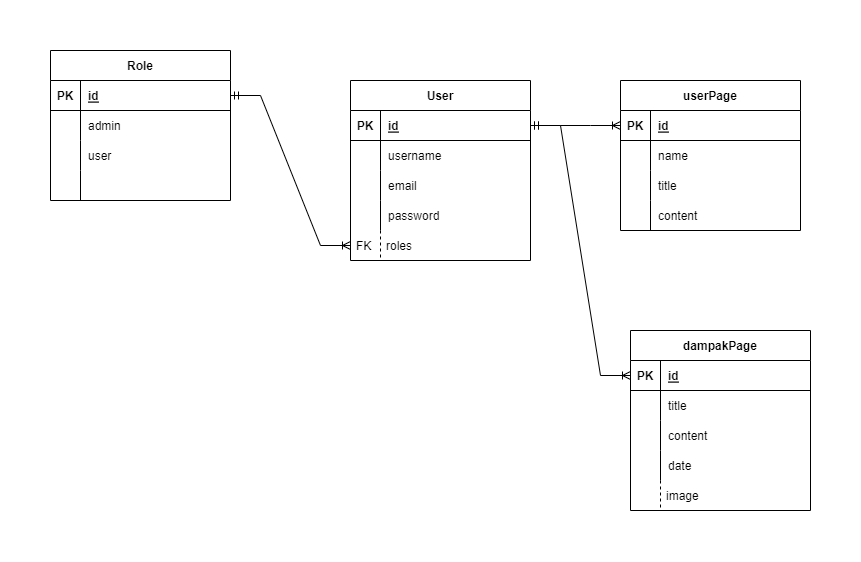 Role
PK id
admin
user
User
PK id
username
email
password
FK roles
userPage
PK id
name
title
content
dampakPage
PK id
title
content
date
image